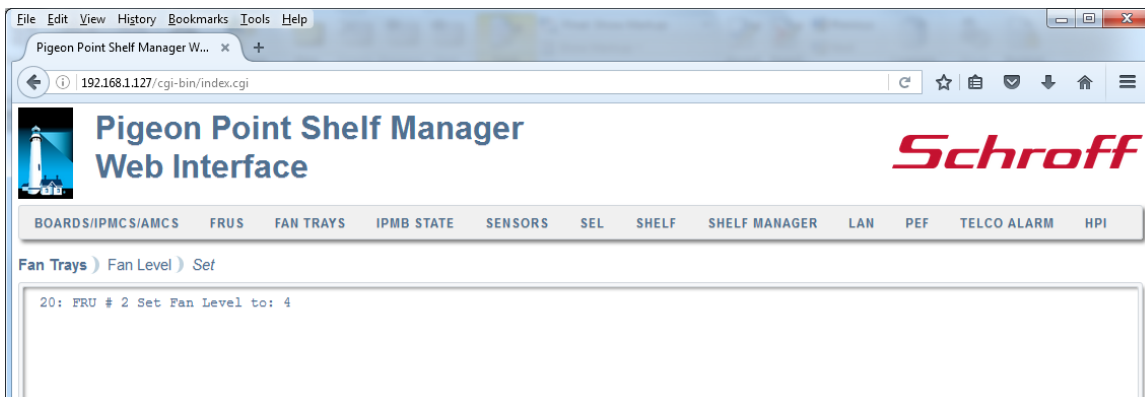 File Edit View History Bookmarks Tools Help
Pigeon Point Shelf Manager W... × +
192.168.1.127/cgi-bin/index.cgi
Pigeon Point Shelf Manager
Web Interface
Schroff
BOARDS/IPMCS/AMCS FRUS FAN TRAYS IPMB STATE SENSORS SEL SHELF SHELF MANAGER LAN PEF TELCO ALARM HPI
Fan Trays ) Fan Level ) Set
20: FRU # 2 Set Fan Level to: 4